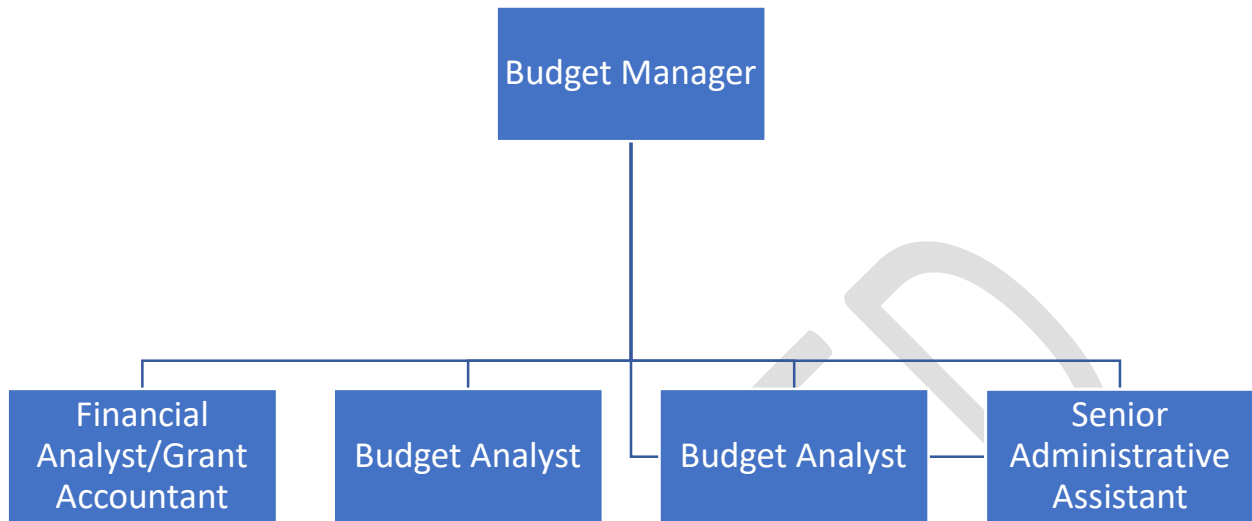 Budget Manager
Financial
Analyst/Grant
Accountant
Budget Analyst
Budget Analyst
Senior
Administrative
Assistant